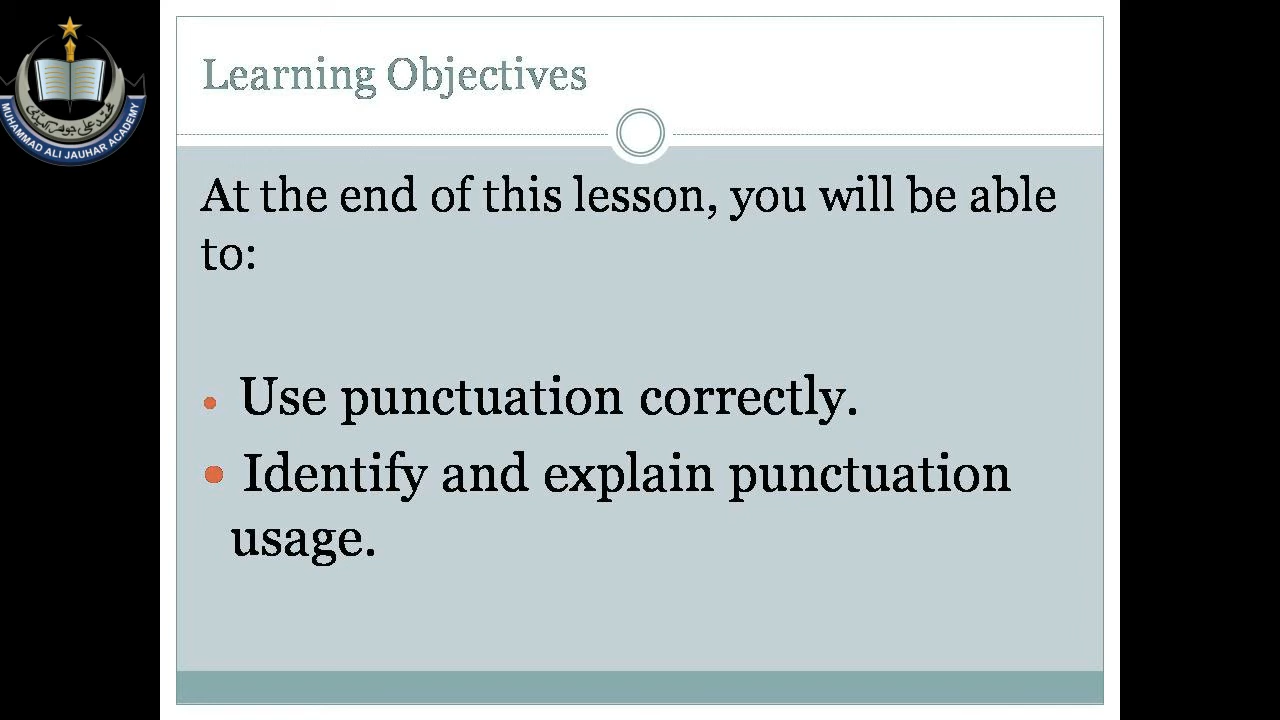 Learning Objectives
At the end of this lesson, you will be able
to:
• Use punctuation correctly.
• Identify and explain punctuation
usage.
MUHAMMAD ALI JAUHAR ACADEMY